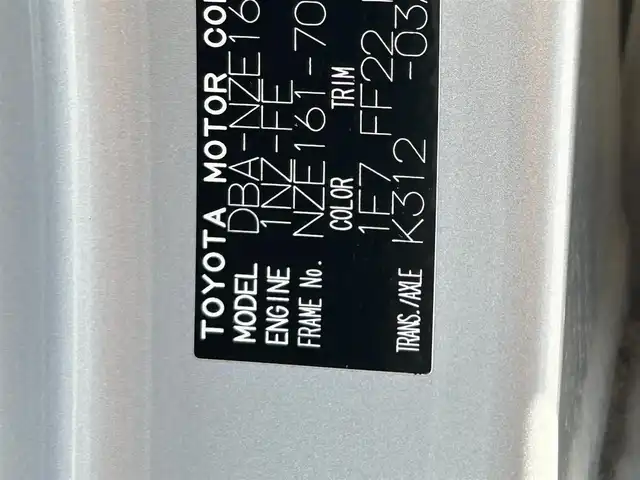 TOYOTA MOTOR CO
MODEL DBA-NZE16
ENGINE 1NZ-FE
FRAME No. NZE161-70
COLOR TRIM
1F7 FF22
TRANS./AXLE K312 -03